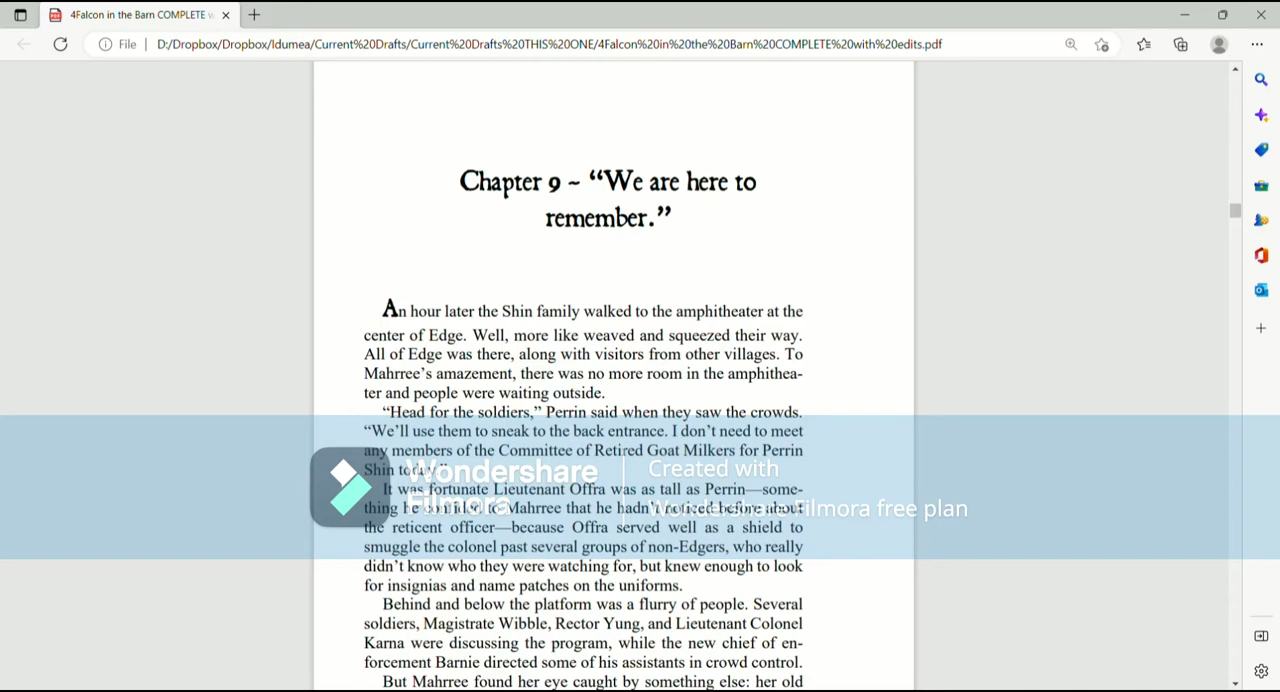 4Falcon in the Barn COMPLETE w
File
D:/Dropbox/Dropbox/Idumea/Current%20Drafts/Current%20Drafts%20THIS%20ONE/4Falcon%20in%20the%20Barn%20COMPLETE%20with%20edits.pdf
Chapter 9 ~ “We are here to
remember.”
An hour later the Shin family walked to the amphitheater at the
center of Edge. Well, more like weaved and squeezed their way.
All of Edge was there, along with visitors from other villages. To
Mahrree’s amazement, there was no more room in the amphithea-
ter and people were waiting outside.
“Head for the soldiers,” Perrin said when they saw the crowds.
“We’ll use them to sneak to the back entrance. I don’t need to meet
any members of the Committee of Retired Goat Milkers for Perrin
Shin today.”
It was fortunate Lieutenant Offra was as tall as Perrin—some-
thing he confided to Mahrree that he hadn’t noticed before about
the reticent officer—because Offra served well as a shield to
smuggle the colonel past several groups of non-Edgers, who really
didn’t know who they were watching for, but knew enough to look
for insignias and name patches on the uniforms.
Behind and below the platform was a flurry of people. Several
soldiers, Magistrate Wibble, Rector Yung, and Lieutenant Colonel
Karna were discussing the program, while the new chief of en-
forcement Barnie directed some of his assistants in crowd control.
But Mahrree found her eye caught by something else: her old
Wondershare
Filmora
Created with
Wondershare Filmora free plan